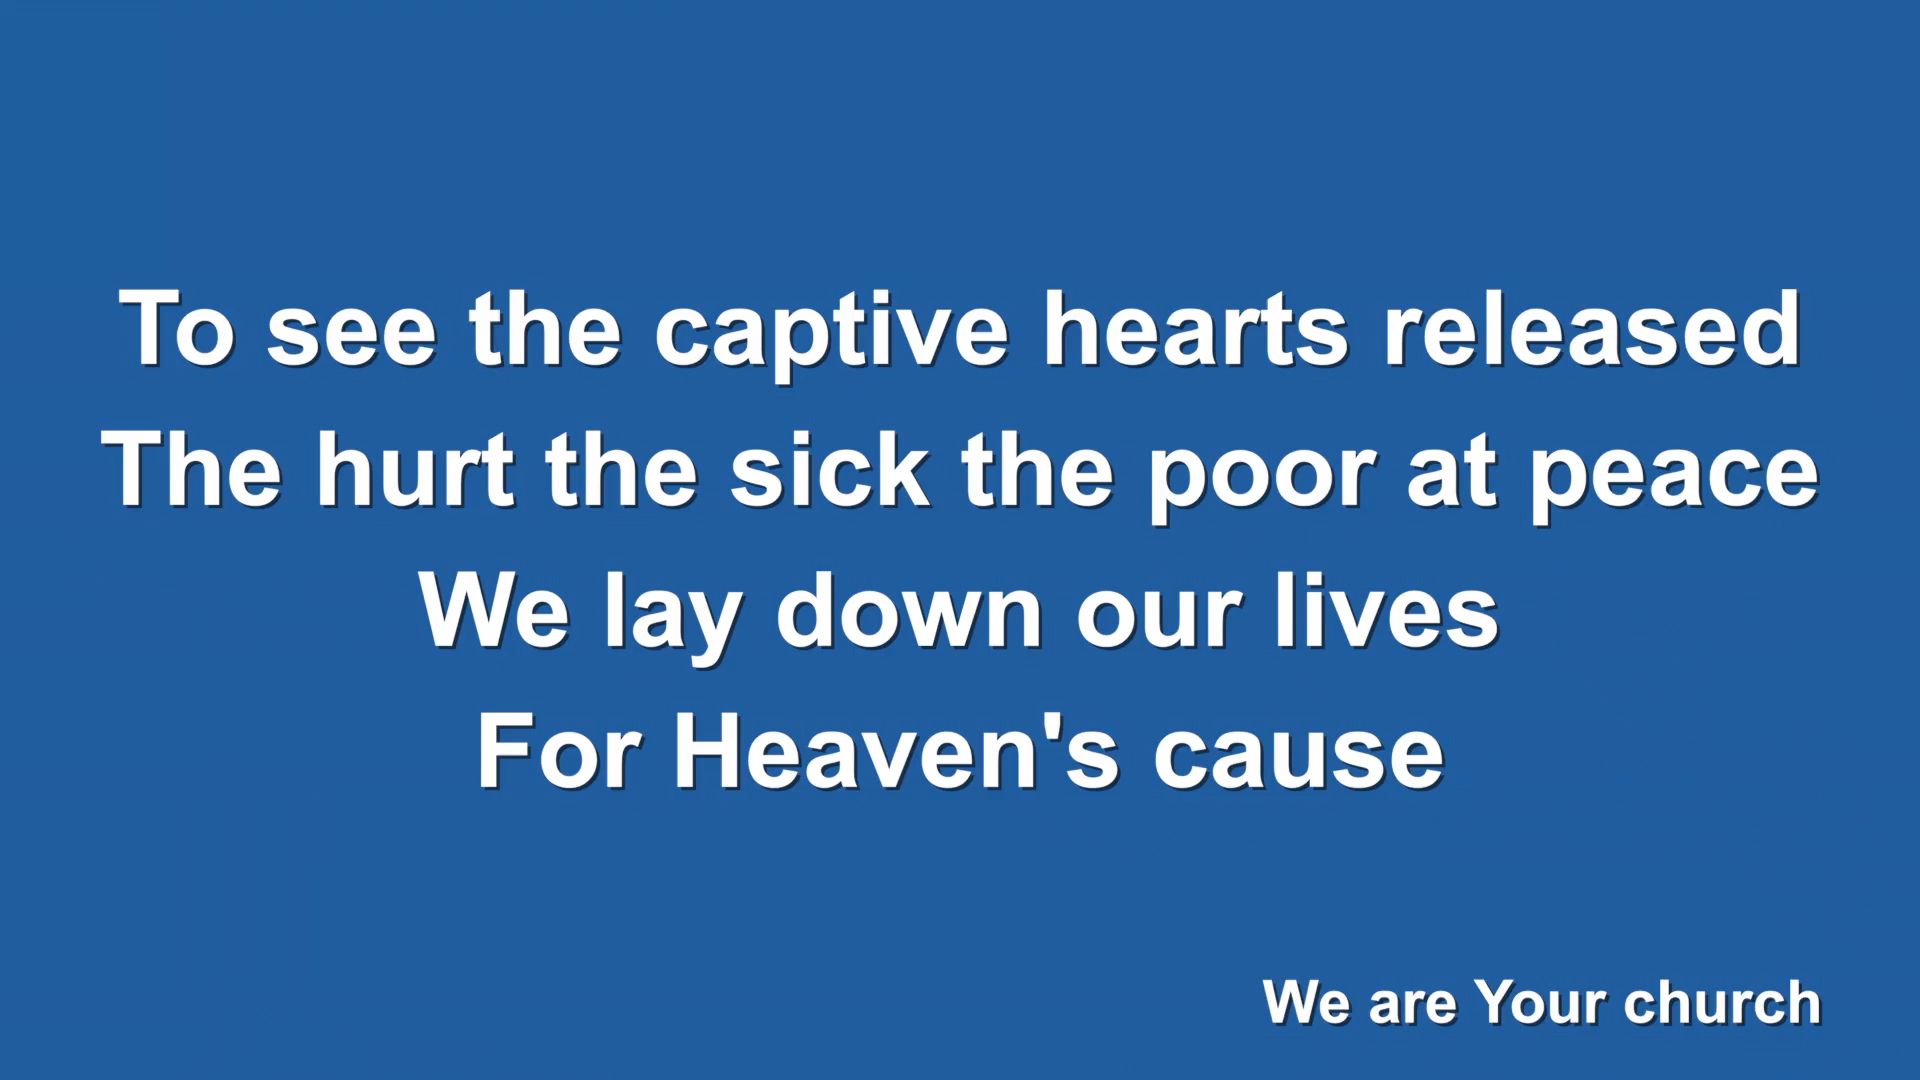 To see the captive hearts released
The hurt the sick the poor at peace
We lay down our lives
For Heaven's cause
We are Your church